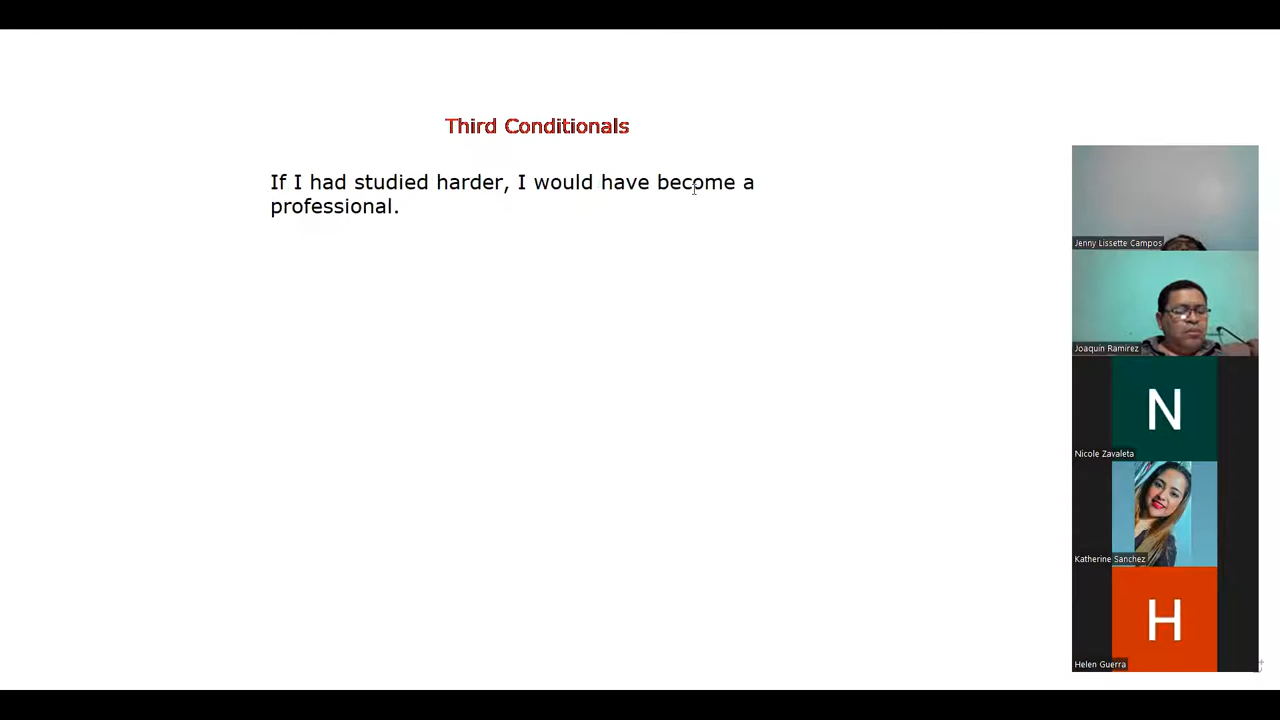 Third Conditionals
If I had studied harder, I would have become a
professional.
Jenny Lissette Campos
Joaquín Ramirez
N
Nicole Zavaleta
Katherine Sanchez
H
Helen Guerra